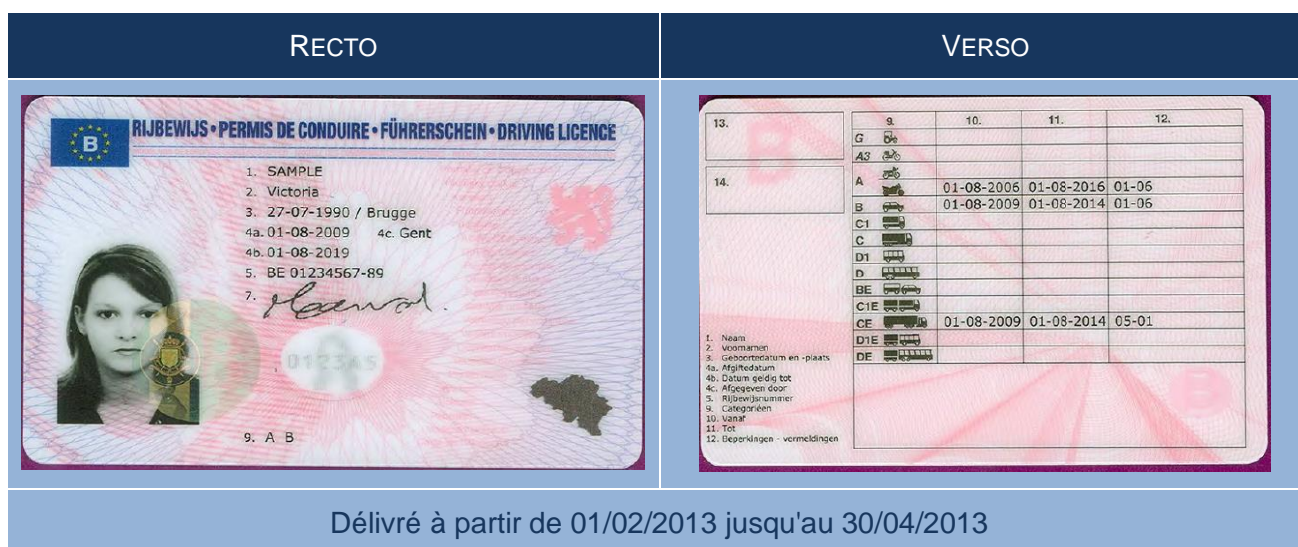 RECTO
VERSO
RIJBEWIJS • PERMIS DE CONDUIRE • FÜHRERSCHEIN • DRIVING LICENCE
B
1. SAMPLE
2. Victoria
3. 27-07-1990 / Brugge
4a. 01-08-2009 4c. Gent
4b. 01-08-2019
5. BE 01234567-89
7.
012345
9. A B
13.
14.
9. 10. 11. 12.
G
A3
A 01-08-2006 01-08-2016 01-06
B 01-08-2009 01-08-2014 01-06
C1
C
D1
D
BE
C1E
CE 01-08-2009 01-08-2014 05-01
D1E
DE
1. Naam
2. Voornamen
3. Geboortedatum en -plaats
4a. Afgiftedatum
4b. Datum geldig tot
4c. Afgegeven door
5. Rijbewijsnummer
9. Categorieën
10. Vanaf
11. Tot
12. Beperkingen - vermeldingen
Délivré à partir de 01/02/2013 jusqu'au 30/04/2013